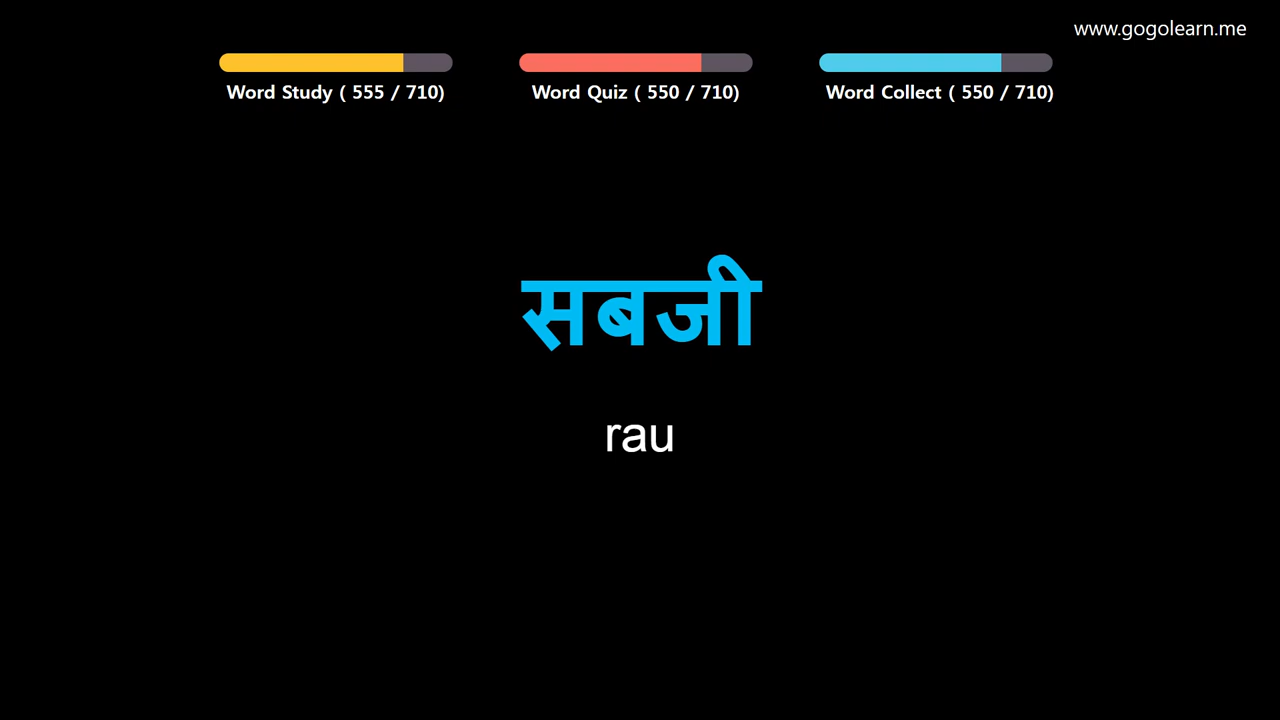 www.gogolearn.me
Word Study ( 555 / 710)
Word Quiz ( 550 / 710)
Word Collect ( 550 / 710)
सबजी
rau